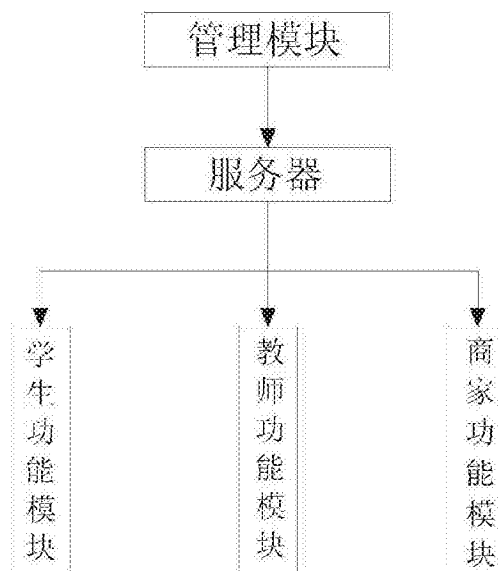 管理模块
服务器
学生功能模块
教师功能模块
商家功能模块